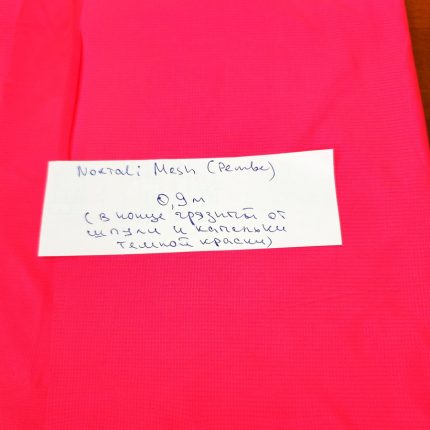 Noktali Mesh (Pembe)
0,9 м
(в конце грязный от
шпули и капельки
темной краски)